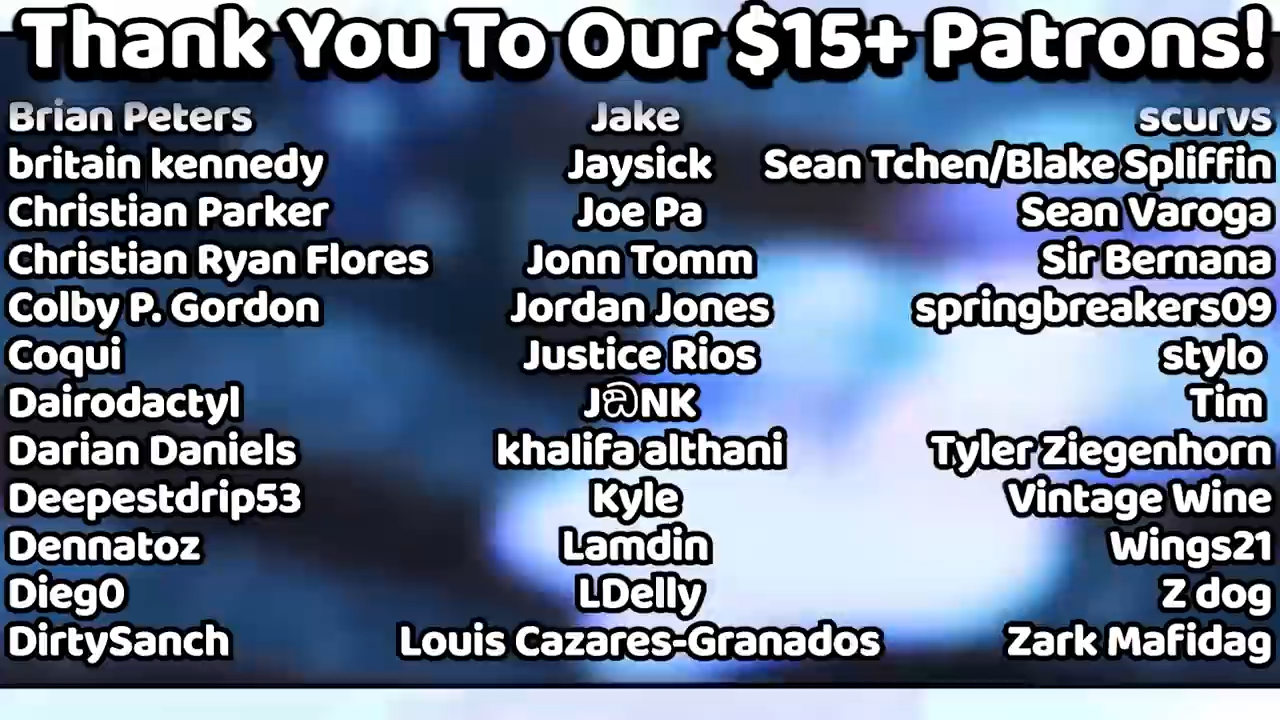 Thank You To Our $15+ Patrons!
Brian Peters
britain kennedy
Christian Parker
Christian Ryan Flores
Colby P. Gordon
Coqui
Dairodactyl
Darian Daniels
Deepestdrip53
Dennatoz
Dieg0
DirtySanch
Jake
Jaysick
Joe Pa
Jonn Tomm
Jordan Jones
Justice Rios
khalifa althani
Kyle
Lamdin
LDelly
Louis Cazares-Granados
scurvs
Sean Tchen/Blake Spliffin
Sean Varoga
Sir Bernana
springbreakers09
stylo
Tim
Tyler Ziegenhorn
Vintage Wine
Wings21
Z dog
Zark Mafidag